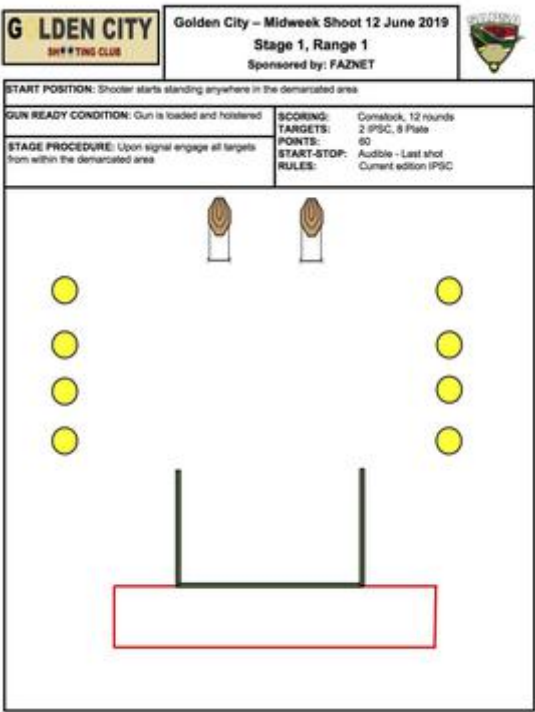 G LDEN CITY
SH TING CLUB
Golden City – Midweek Shoot 12 June 2019
Stage 1, Range 1
Sponsored by: FAZNET
START POSITION: Shooter starts standing anywhere in the demarcated area
GUN READY CONDITION: Gun is loaded and holstered
STAGE PROCEDURE: Upon signal engage all targets
from within the demarcated area
SCORING: Comstock, 12 rounds
TARGETS: 2 IPSC, 8 Plate
POINTS: 60
START-STOP: Audible - Last shot
RULES: Current edition IPSC